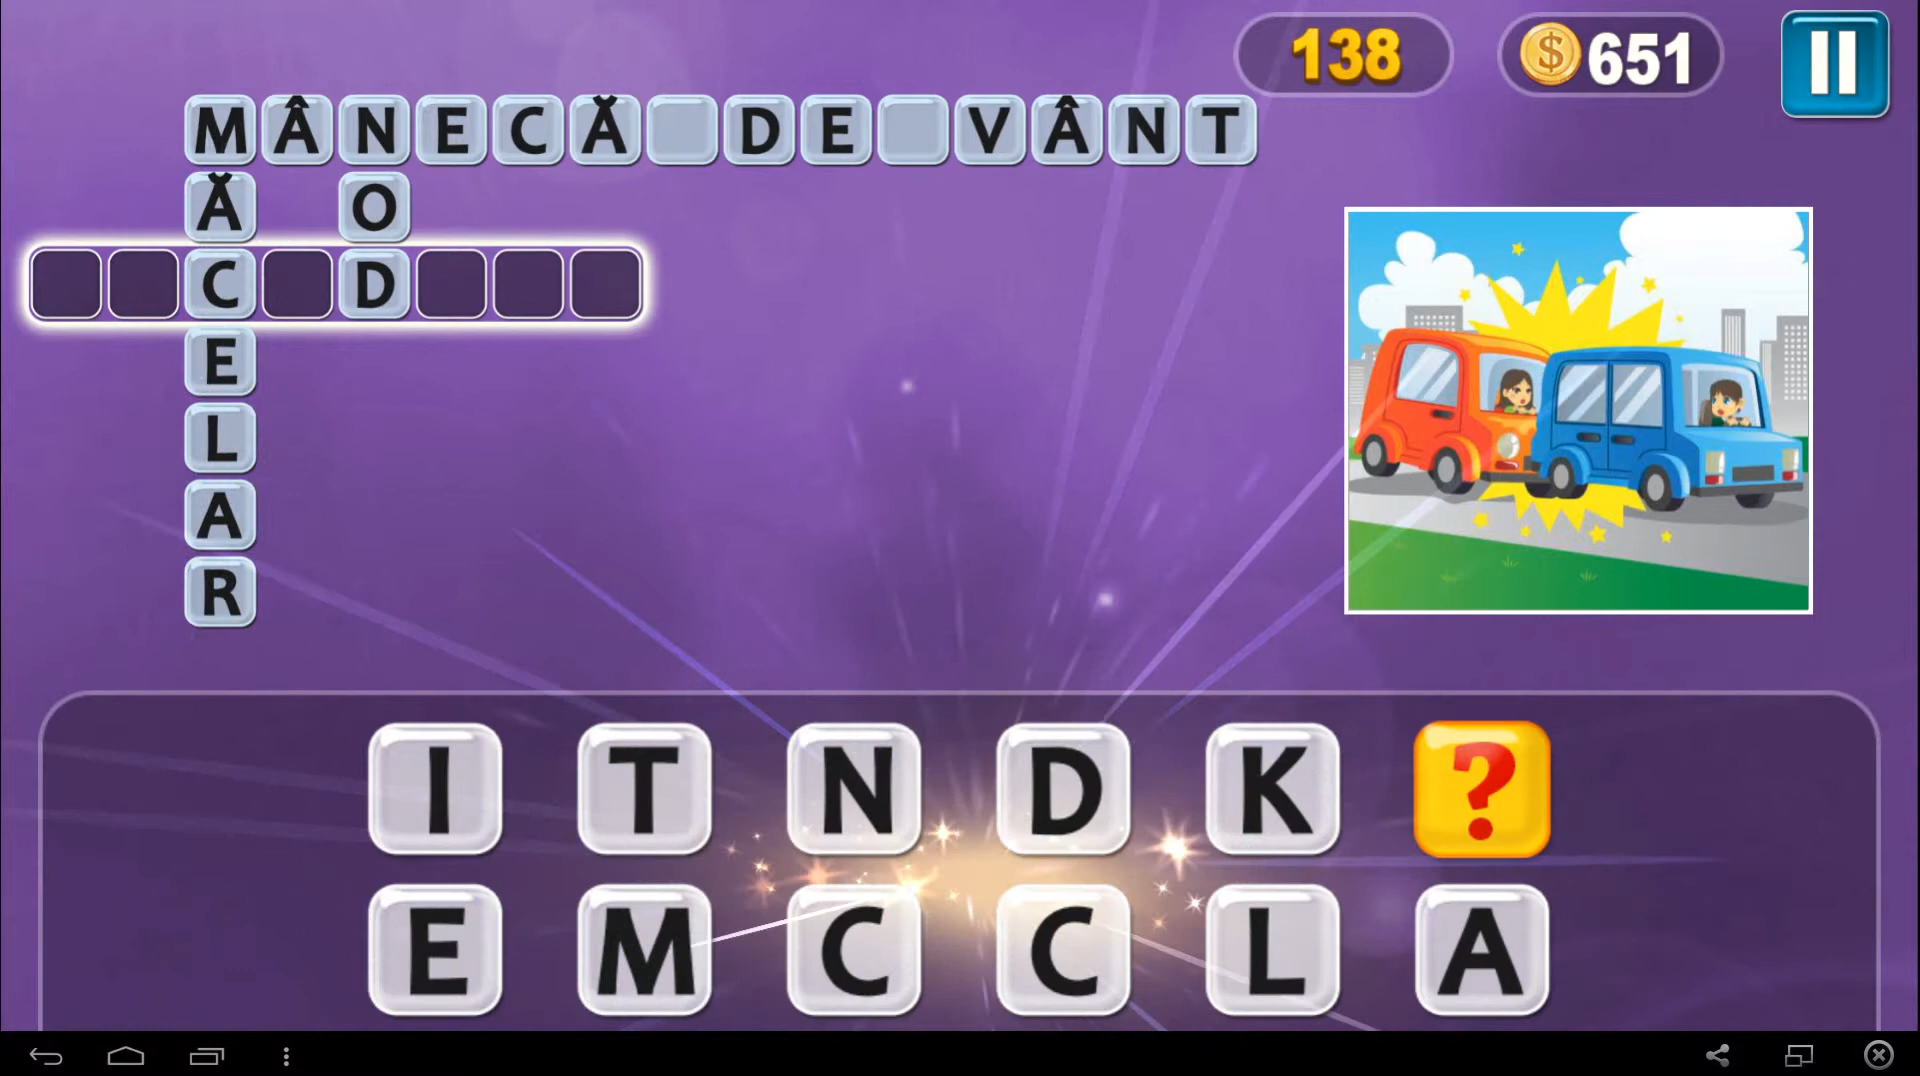 138
$ 651
MÂNECĂ DE VÂNT
Ă O
C D
E
L
A
R
I T N D K ?
E M C C L A